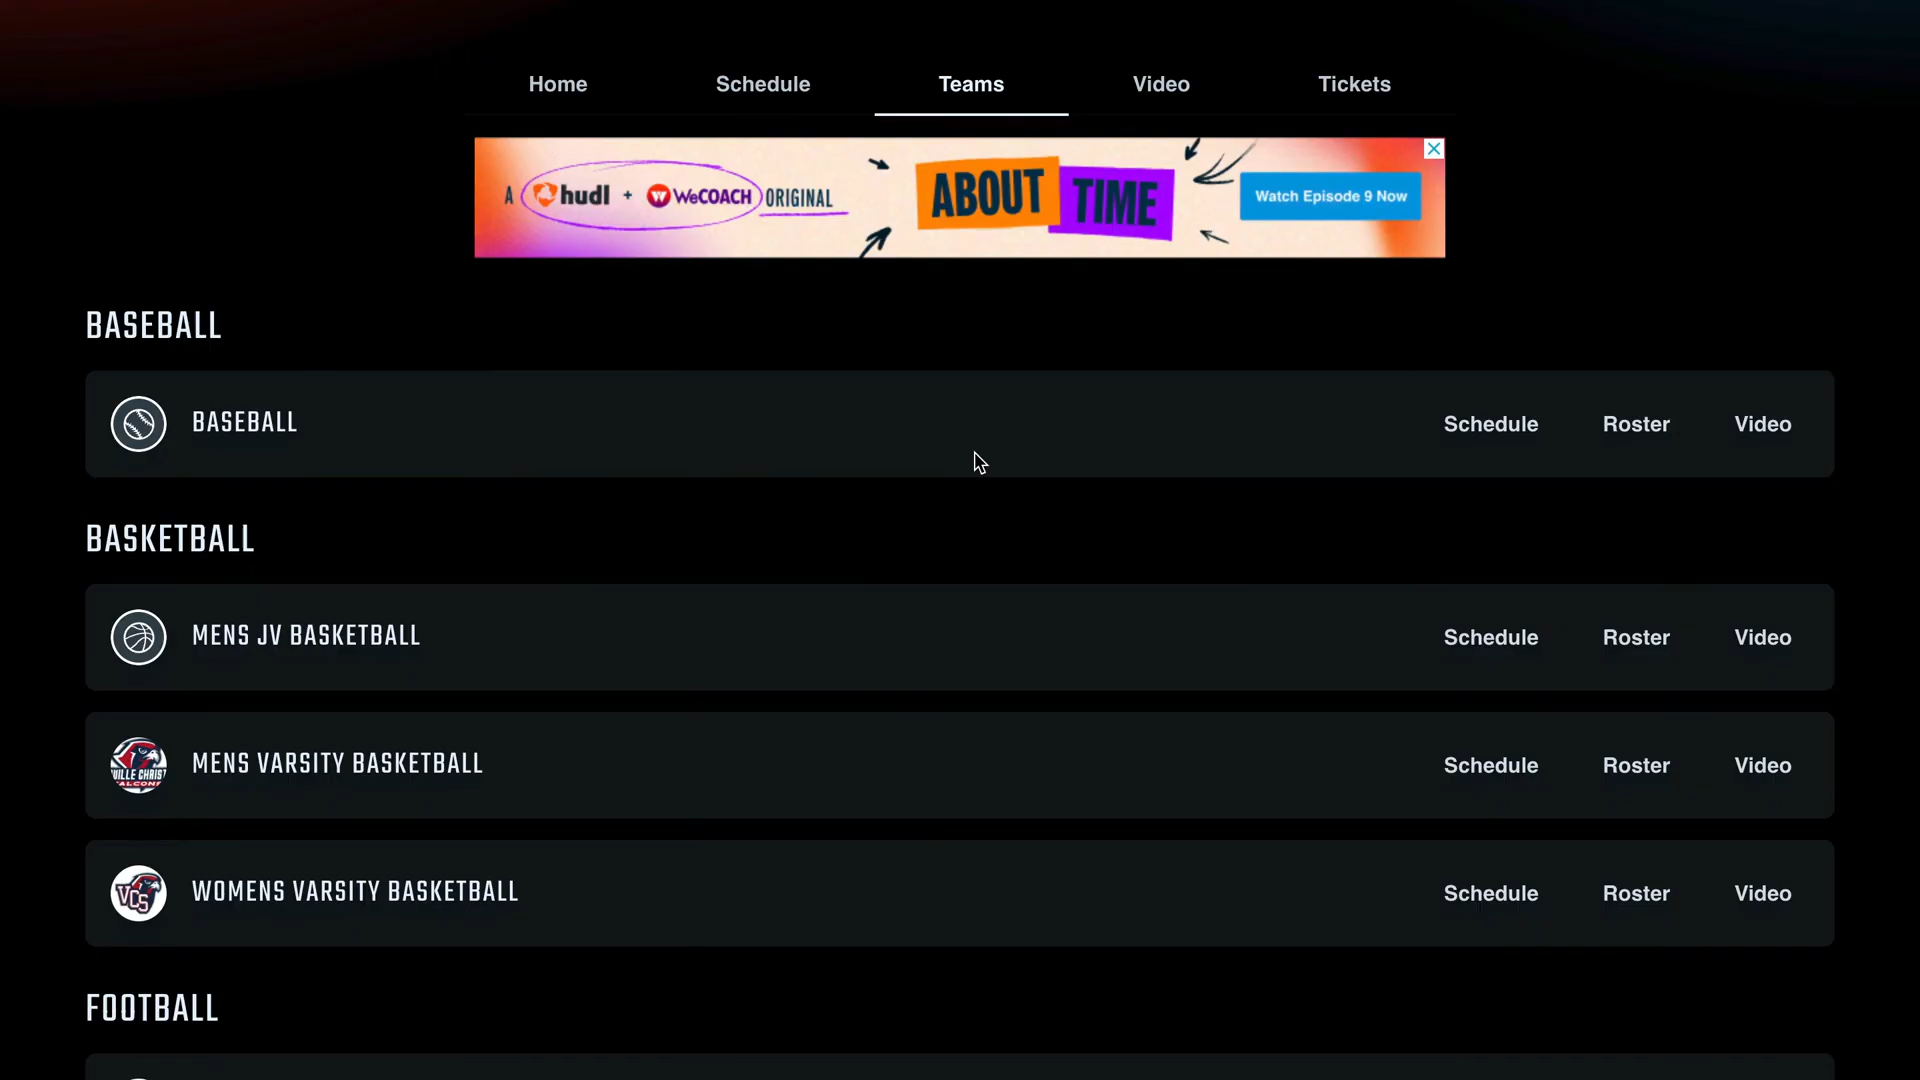 Home Schedule Teams Video Tickets
A hudl + WeCOACH ORIGINAL ABOUT TIME Watch Episode 9 Now
BASEBALL
BASEBALL Schedule Roster Video
BASKETBALL
MENS JV BASKETBALL Schedule Roster Video
MENS VARSITY BASKETBALL Schedule Roster Video
VCS WOMENS VARSITY BASKETBALL Schedule Roster Video
FOOTBALL